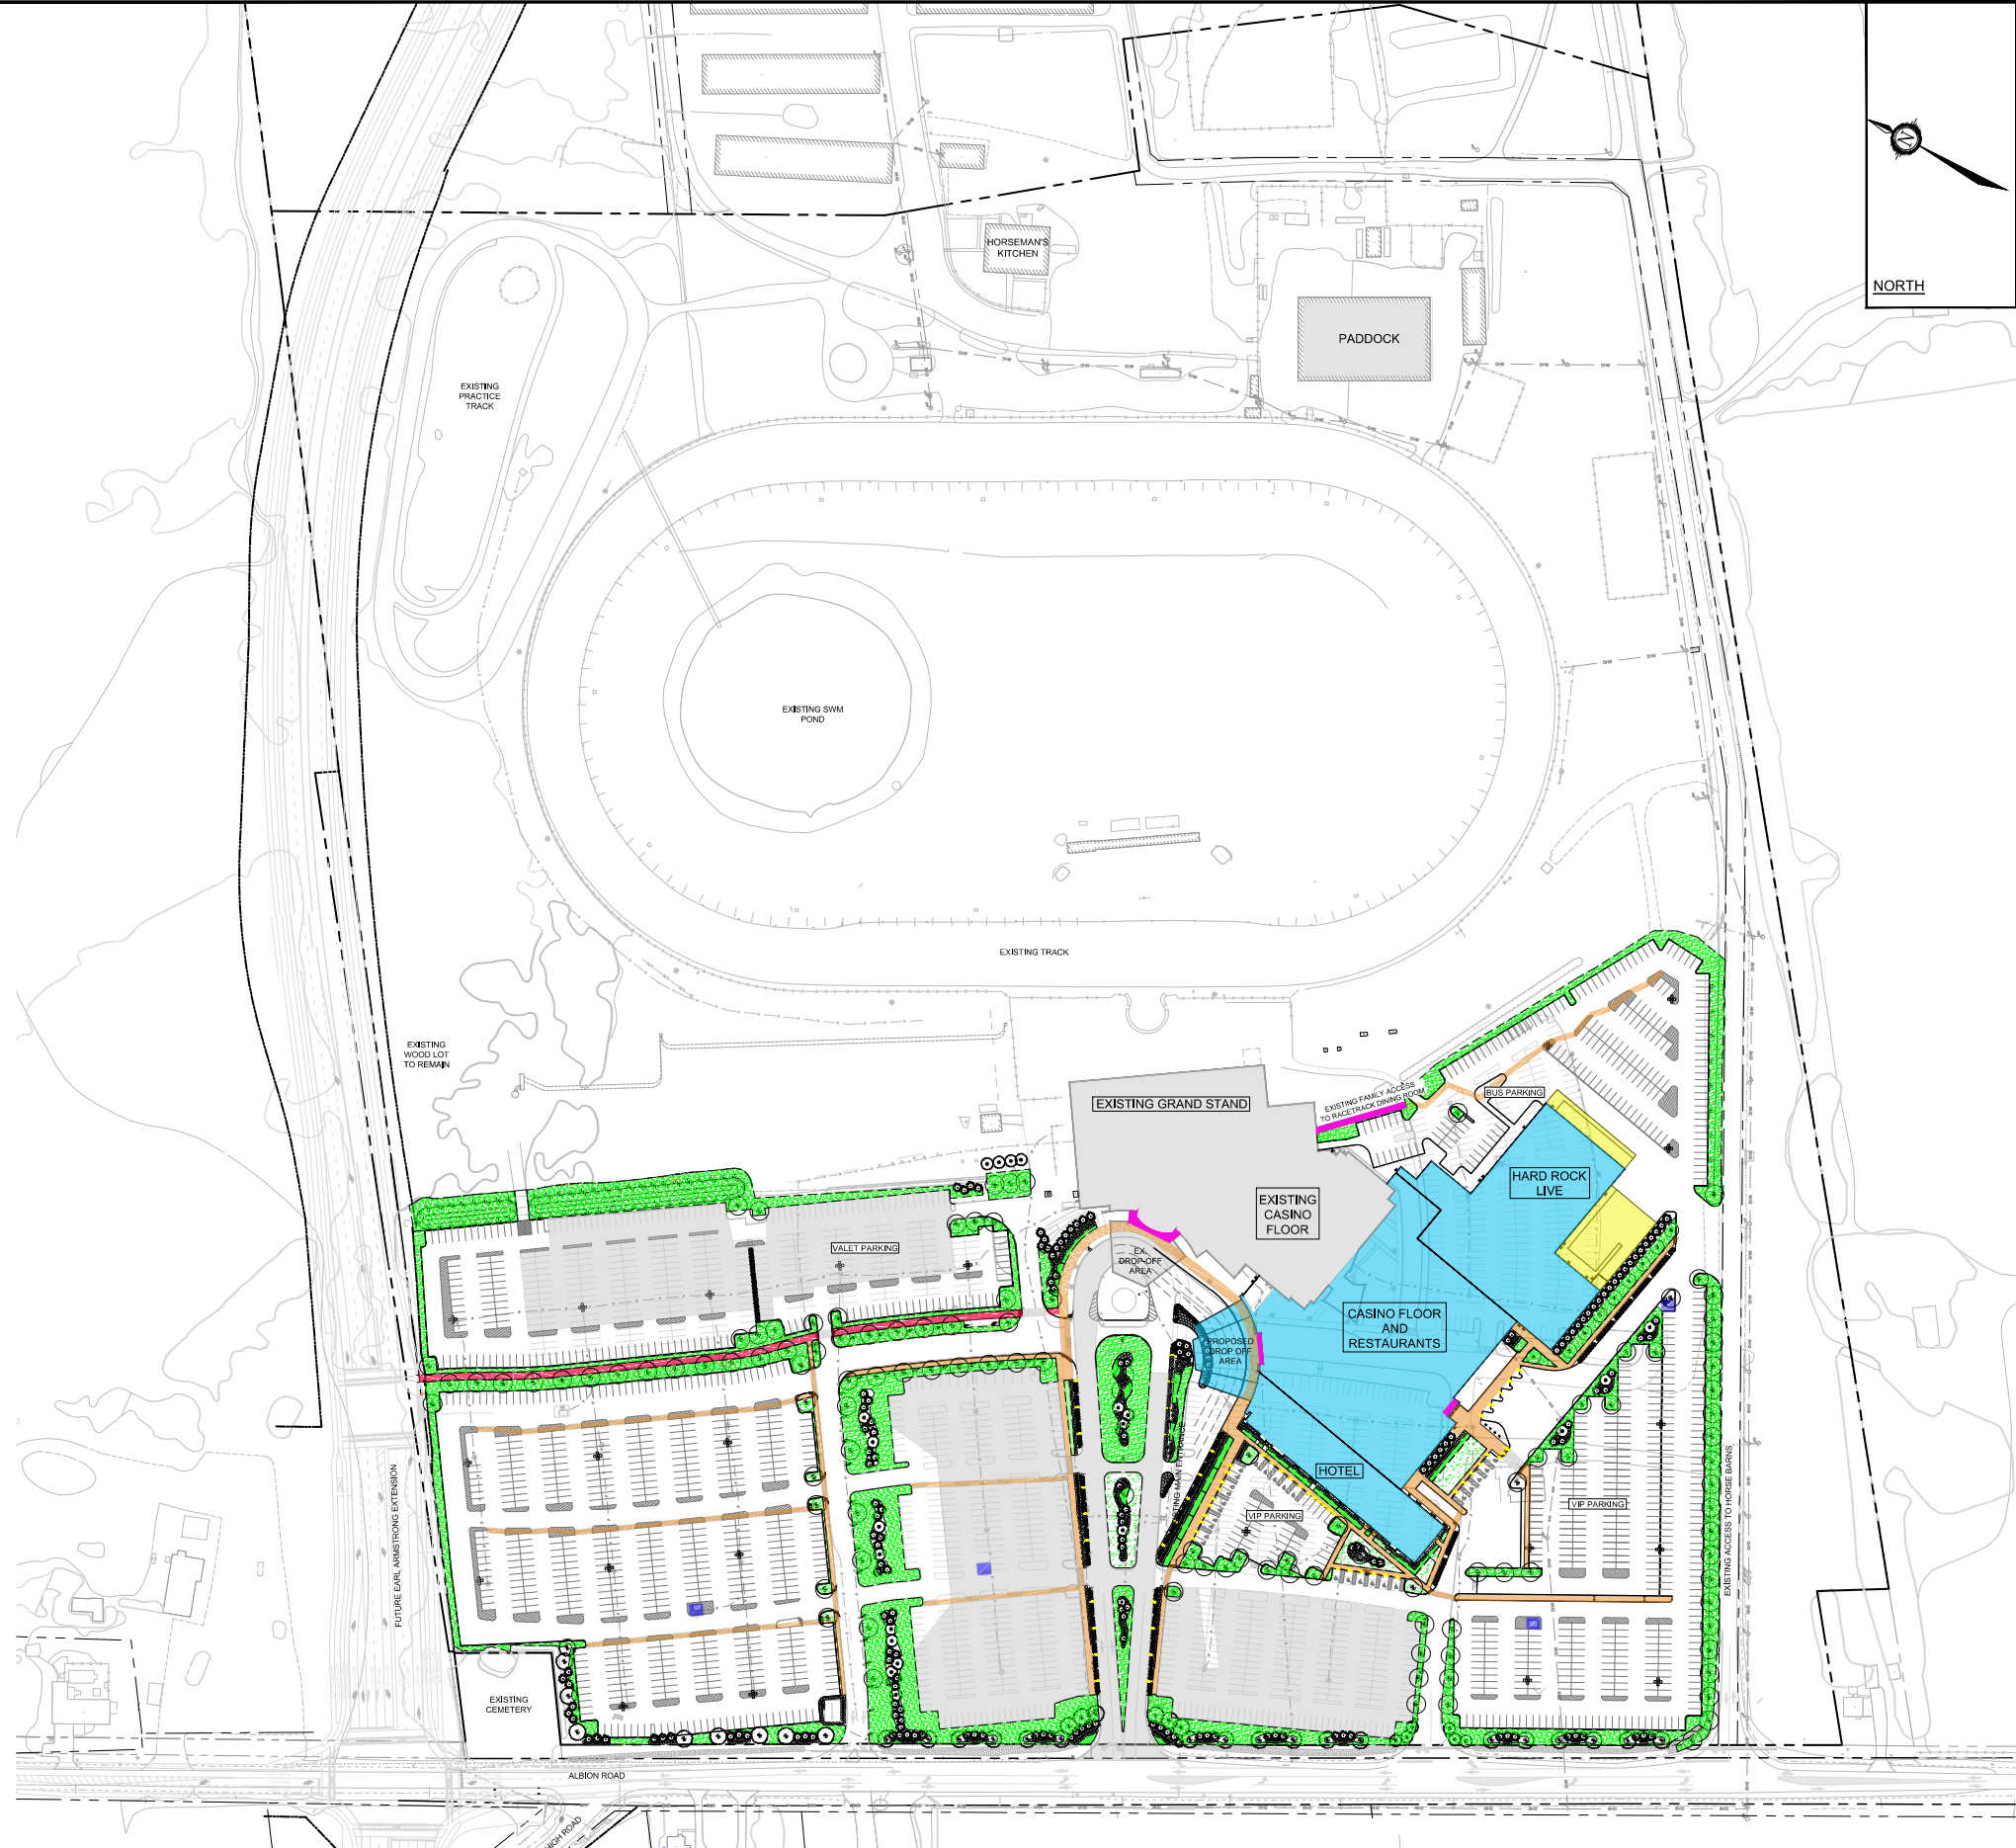 NORTH
HORSEMAN'S
KITCHEN
PADDOCK
EXISTING
PRACTICE
TRACK
EXISTING SWM
POND
EXISTING TRACK
EXISTING
WOOD LOT
TO REMAIN
EXISTING GRAND STAND
EXISTING FAMILY ACCESS
TO RACETRACK DINING ROOM
BUS PARKING
HARD ROCK
LIVE
EXISTING
CASINO
FLOOR
VALET PARKING
EX.
DROP-OFF
AREA
CASINO FLOOR
AND
RESTAURANTS
PROPOSED
DROP OFF
AREA
HOTEL
VIP PARKING
VIP PARKING
FUTURE EARL ARMSTRONG EXTENSION
EXISTING ACCESS TO HORSE BARNS
EXISTING
CEMETERY
ALBION ROAD
HIGH ROAD